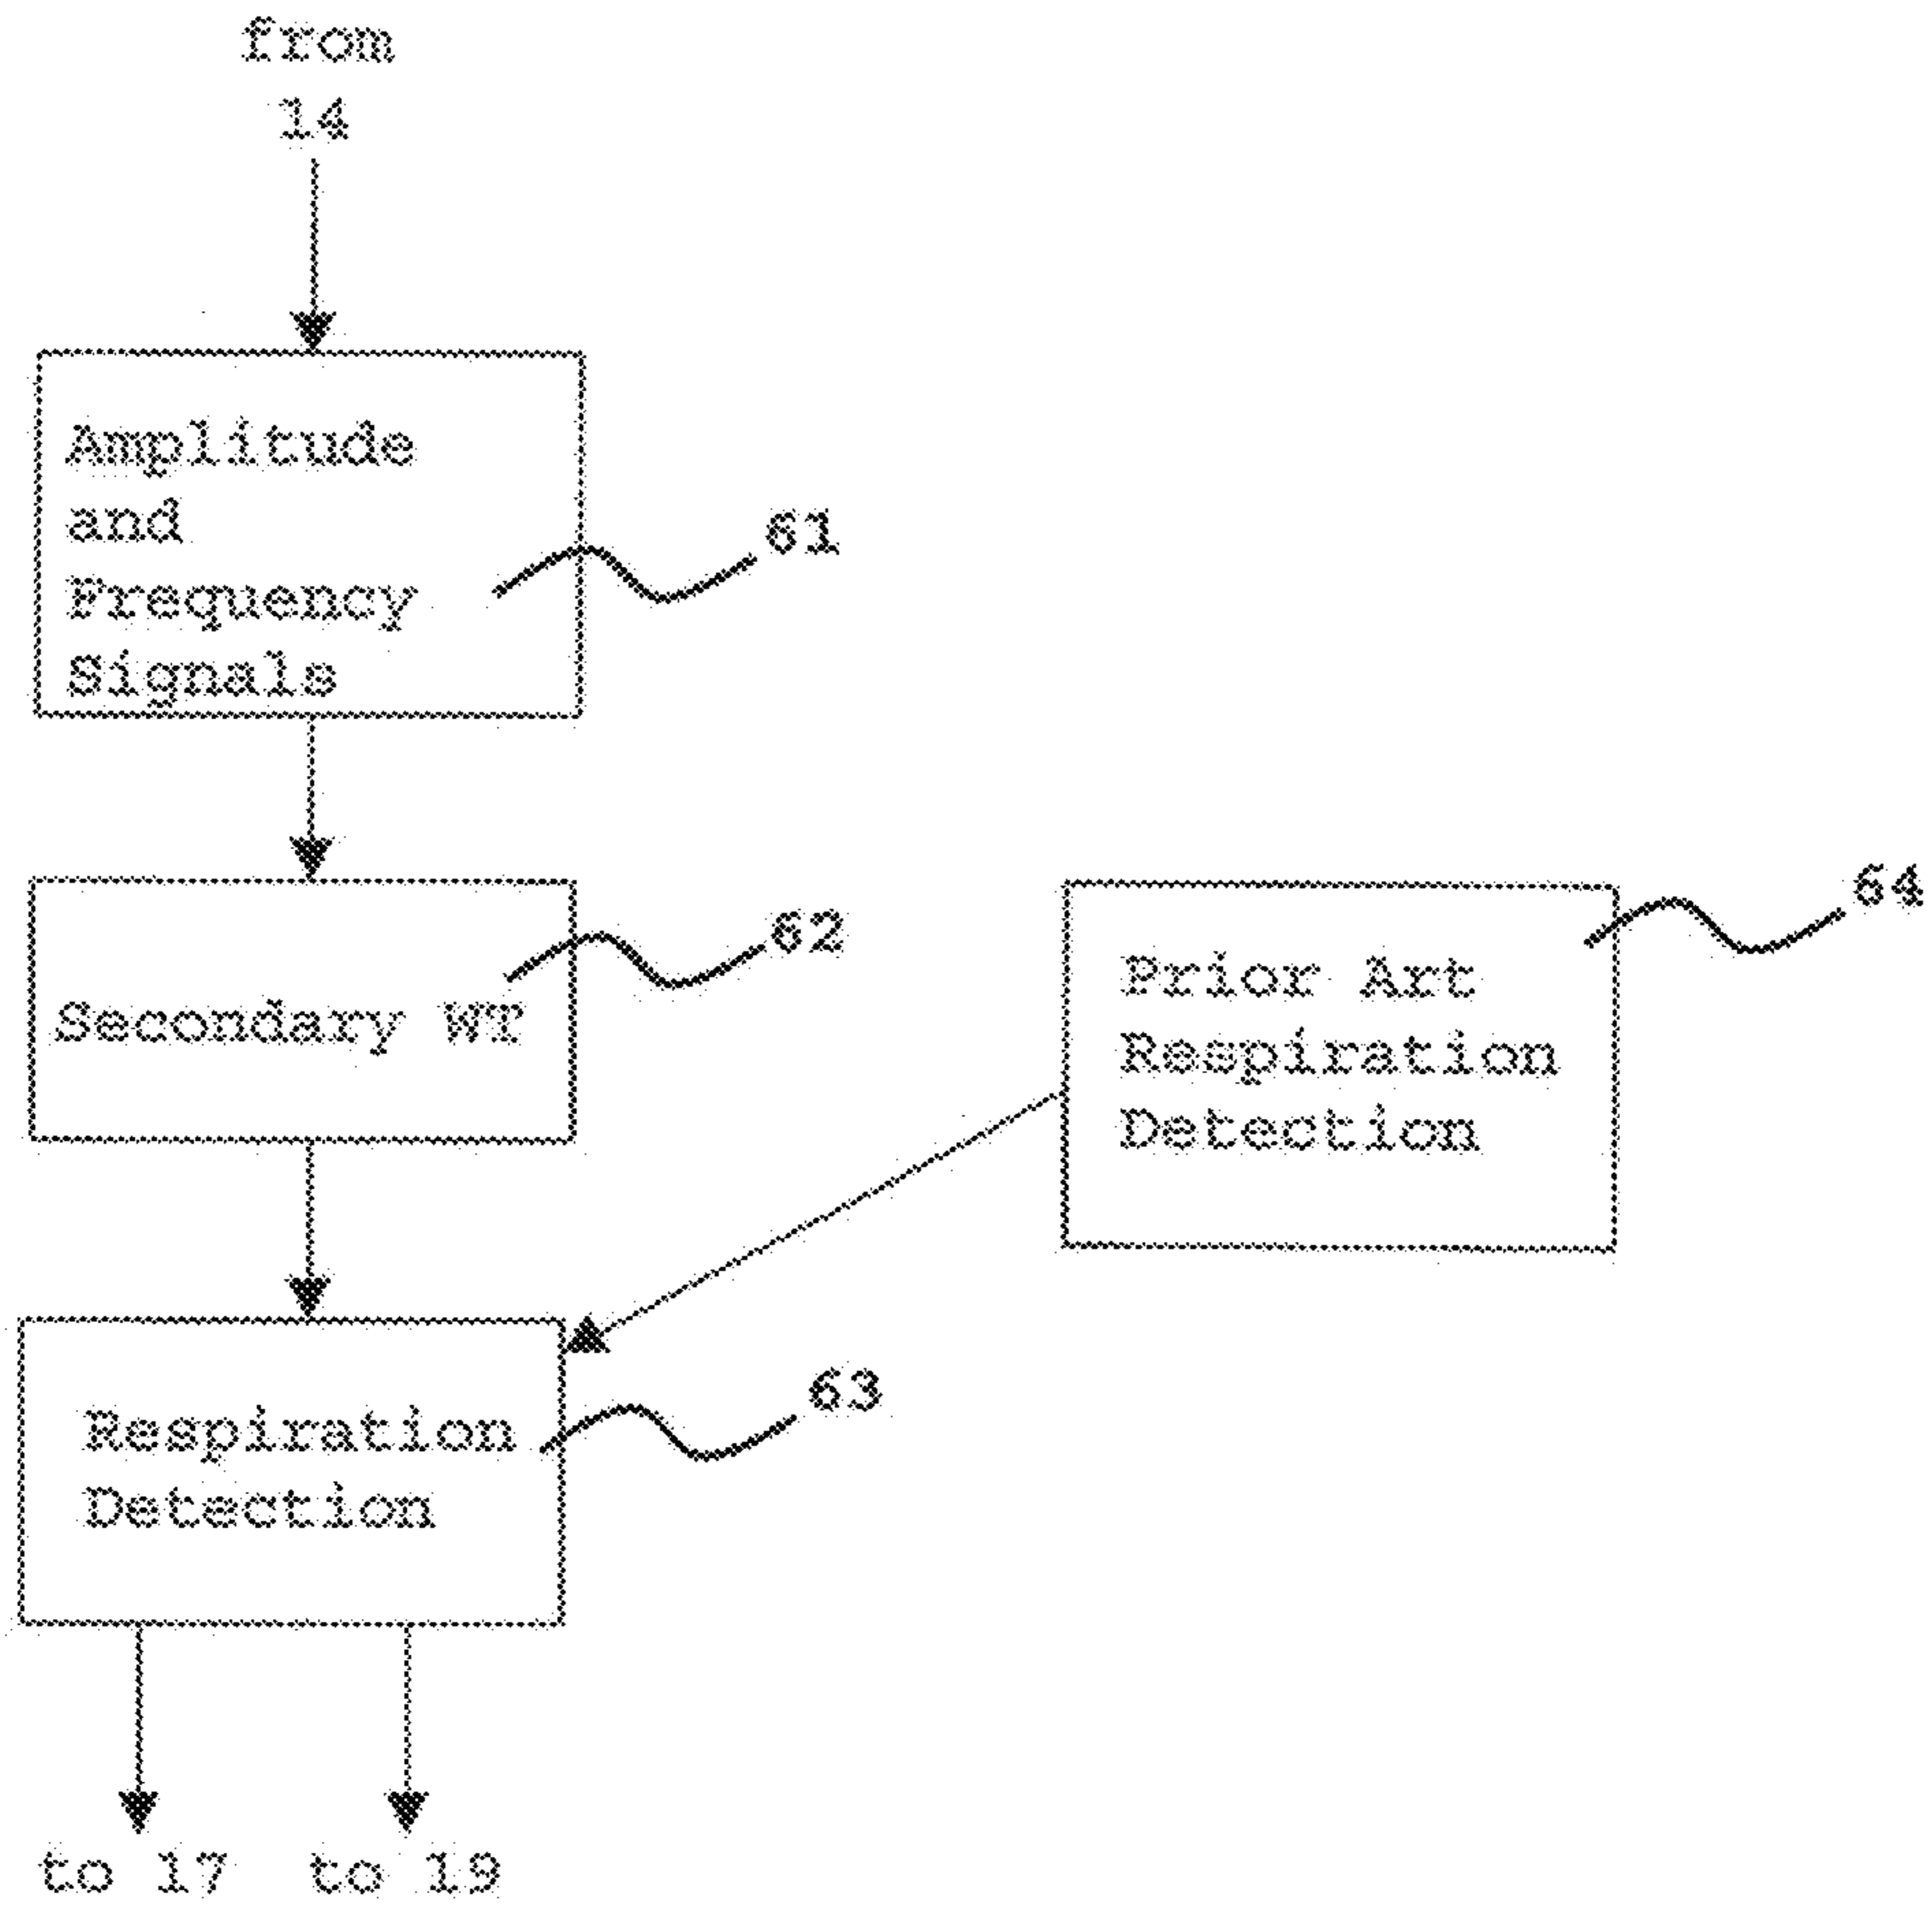 from
14
Amplitude
and
Frequency
Signals
61
Secondary WT
62
Prior Art
Respiration
Detection
64
Respiration
Detection
63
to 17
to 19